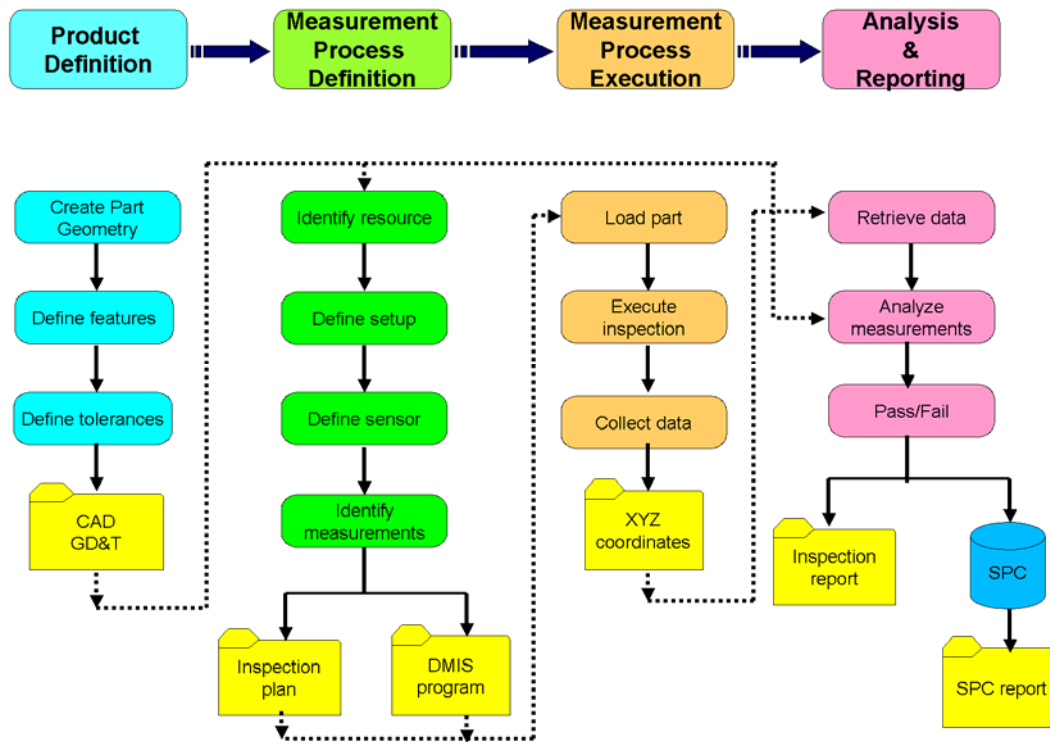 Product
Definition
Measurement
Process
Definition
Measurement
Process
Execution
Analysis
&
Reporting
Create Part
Geometry
Define features
Define tolerances
CAD
GD&T
Identify resource
Define setup
Define sensor
Identify
measurements
Inspection
plan
DMIS
program
Load part
Execute
inspection
Collect data
XYZ
coordinates
Retrieve data
Analyze
measurements
Pass/Fail
Inspection
report
SPC
SPC report